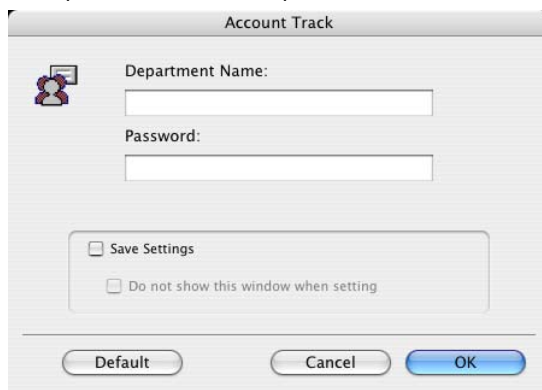 Account Track
Department Name:
Password:
Save Settings
Do not show this window when setting
Default Cancel OK